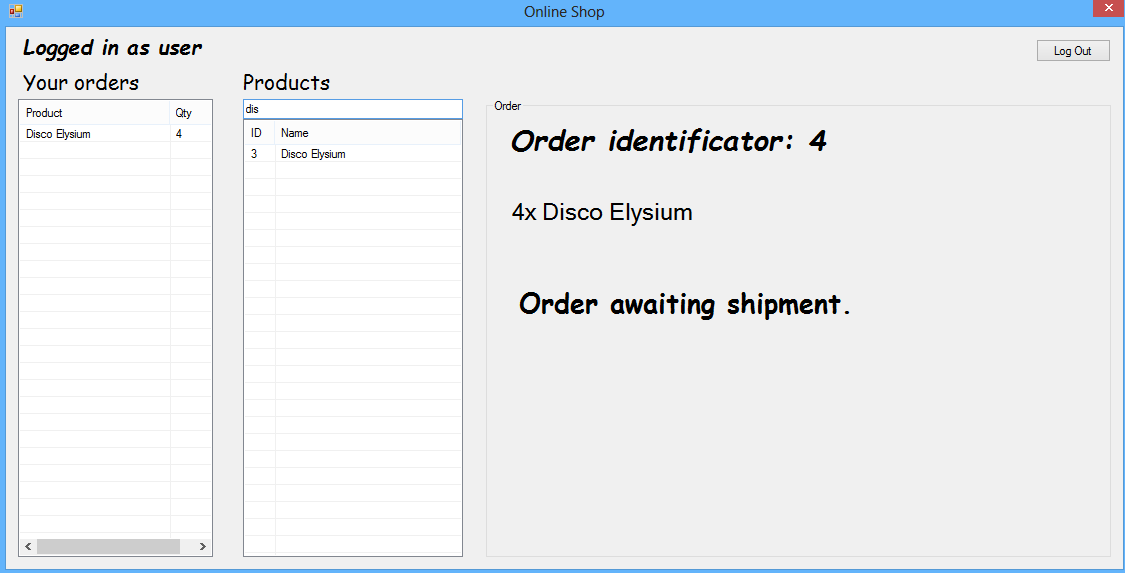 Online Shop
Logged in as user
Log Out
Your orders
Products
Product Qty
Disco Elysium 4
dis
ID Name
3 Disco Elysium
Order
Order identificator: 4
4x Disco Elysium
Order awaiting shipment.